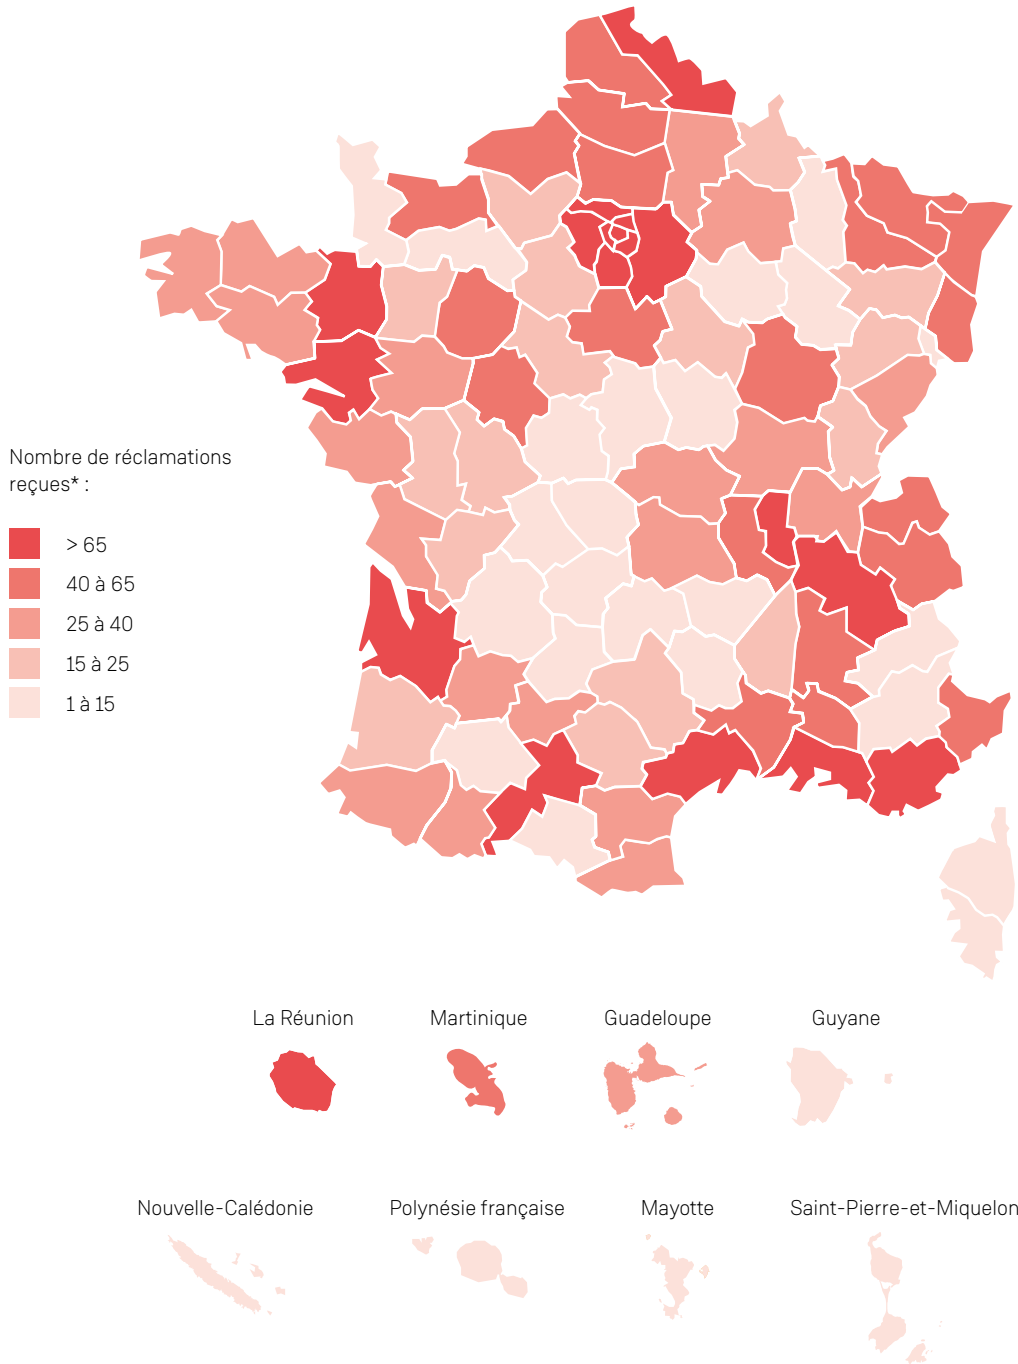 Nombre de réclamations
reçues* :
> 65
40 à 65
25 à 40
15 à 25
1 à 15
La Réunion
Martinique
Guadeloupe
Guyane
Nouvelle-Calédonie
Polynésie française
Mayotte
Saint-Pierre-et-Miquelon